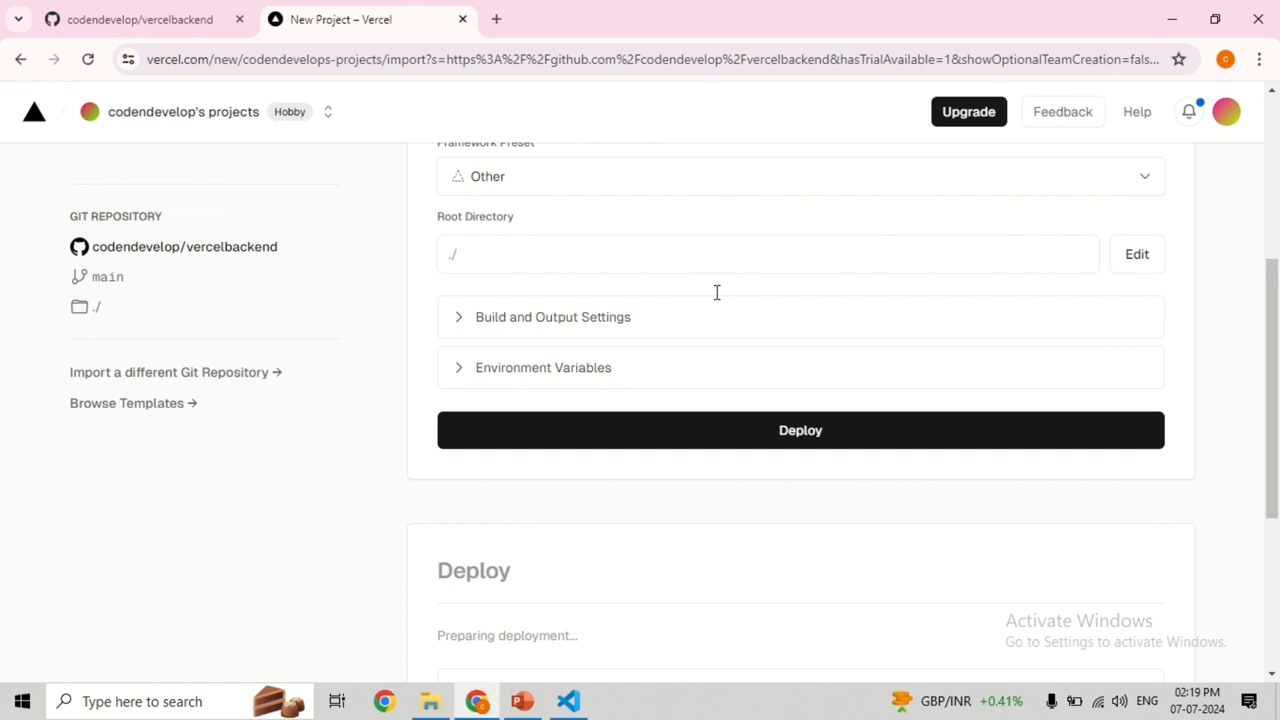 codendevelop/vercelbackend
New Project – Vercel
vercel.com/new/codendevelops-projects/import?s=https%3A%2F%2Fgithub.com%2Fcodendevelop%2Fvercelbackend&hasTrialAvailable=1&showOptionalTeamCreation=fals...
c
codendevelop's projects
Hobby
Upgrade
Feedback
Help
Framework Preset
Other
GIT REPOSITORY
Root Directory
codendevelop/vercelbackend
./
Edit
main
./
Build and Output Settings
Import a different Git Repository →
Environment Variables
Browse Templates →
Deploy
Deploy
Preparing deployment...
Activate Windows
Go to Settings to activate Windows.
Type here to search
GBP/INR +0.41%
ENG
02:19 PM
07-07-2024